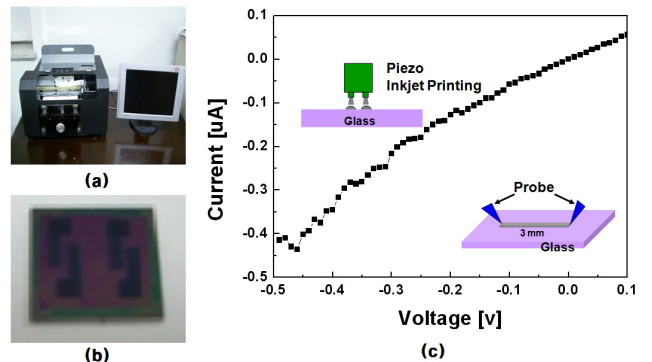 (a)
(b)
Current [uA]
0.1
0.0
-0.1
-0.2
-0.3
-0.4
-0.5
-0.5
-0.4
-0.3
-0.2
-0.1
0.0
0.1
Voltage [v]
Piezo
Inkjet Printing
Glass
Probe
3 mm
Glass
(c)